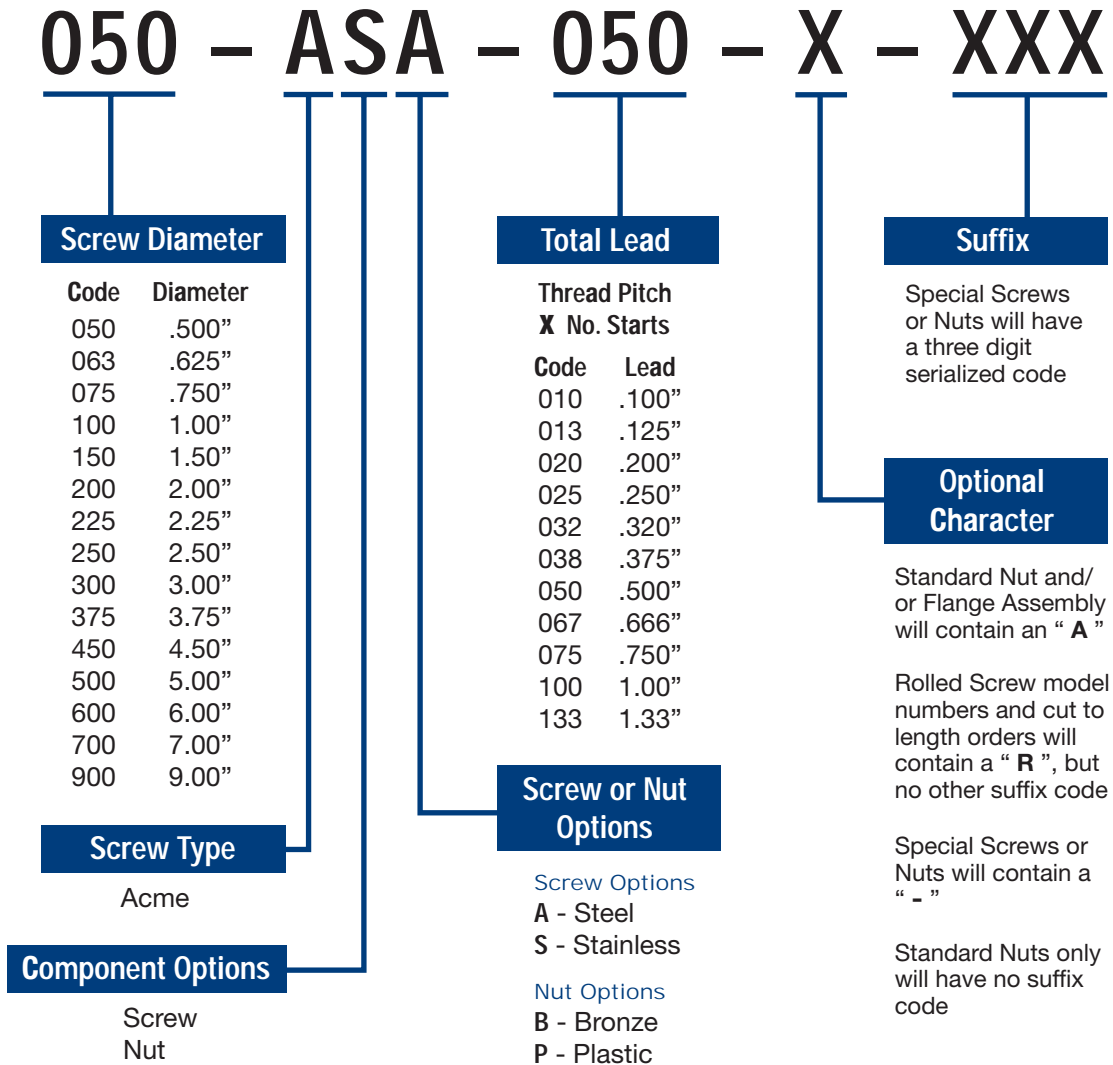 050 – ASA – 050 – X – XXX
Screw Diameter
Code Diameter
050 .500”
063 .625”
075 .750”
100 1.00”
150 1.50”
200 2.00”
225 2.25”
250 2.50”
300 3.00”
375 3.75”
450 4.50”
500 5.00”
600 6.00”
700 7.00”
900 9.00”
Screw Type
Acme
Component Options
Screw
Nut
Total Lead
Thread Pitch
X No. Starts
Code Lead
010 .100”
013 .125”
020 .200”
025 .250”
032 .320”
038 .375”
050 .500”
067 .666”
075 .750”
100 1.00”
133 1.33”
Screw or Nut
Options
Screw Options
A - Steel
S - Stainless
Nut Options
B - Bronze
P - Plastic
Suffix
Special Screws
or Nuts will have
a three digit
serialized code
Optional
Character
Standard Nut and/
or Flange Assembly
will contain an “ A ”
Rolled Screw model
numbers and cut to
length orders will
contain a “ R ”, but
no other suffix code
Special Screws or
Nuts will contain a
“ - ”
Standard Nuts only
will have no suffix
code